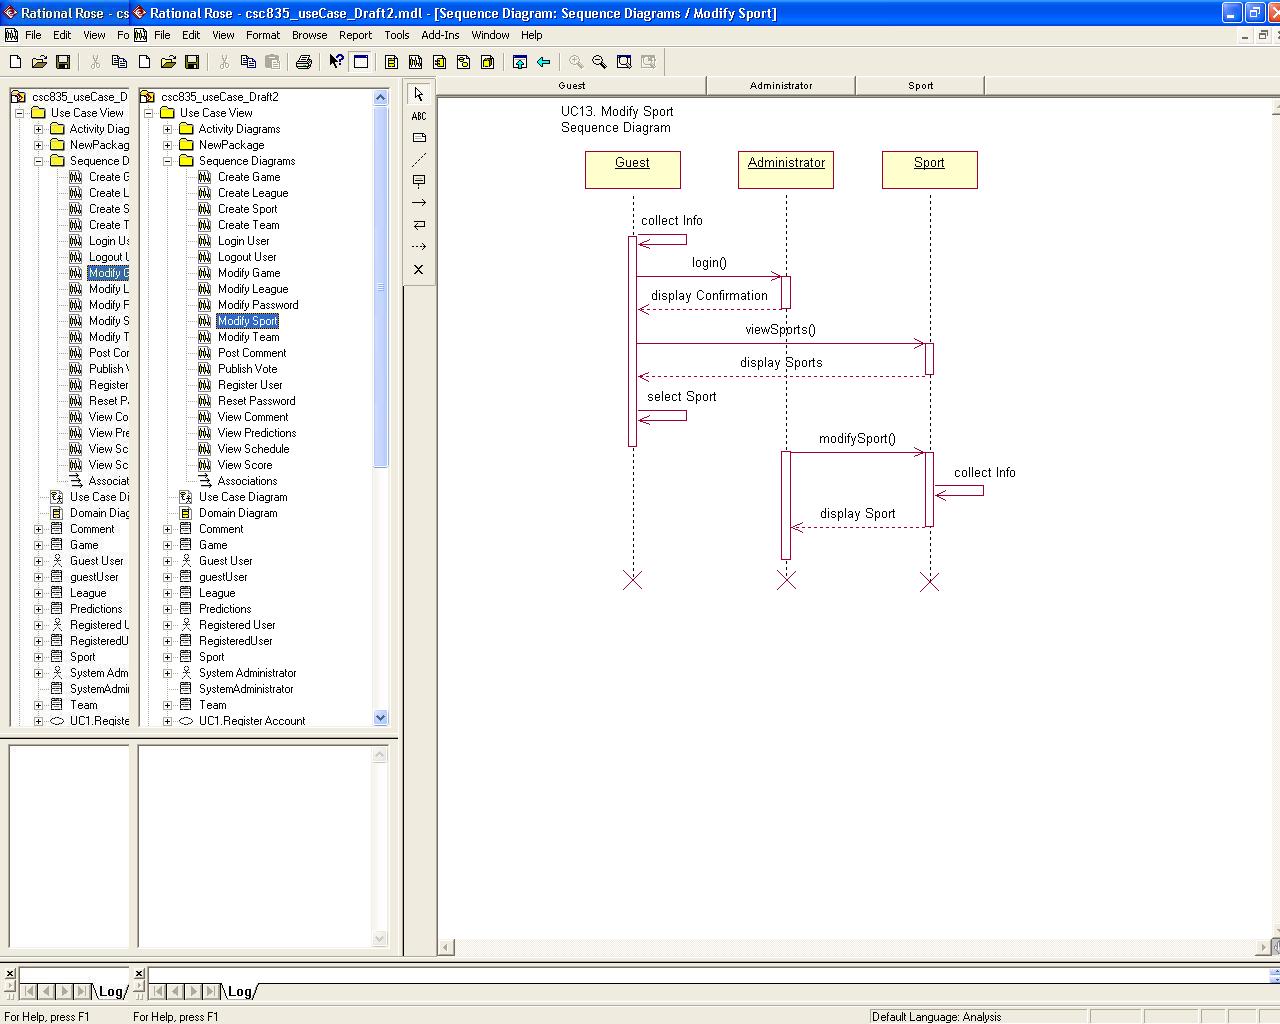 Rational Rose - cs
Rational Rose - csc835_useCase_Draft2.mdl - [Sequence Diagram: Sequence Diagrams / Modify Sport]
File Edit View Fo
File Edit View Format Browse Report Tools Add-Ins Window Help
csc835_useCase_D
Use Case View
Activity Diag
NewPackag
Sequence D
Create G
Create L
Create S
Create T
Login Us
Logout U
Modify G
Modify L
Modify P
Modify S
Modify T
Post Cor
Publish V
Register
Reset P
View Co
View Pre
View Sc
View Sc
Associat
Use Case Di
Domain Diag
Comment
Game
Guest User
guestUser
League
Predictions
Registered U
RegisteredU
Sport
System Adm
SystemAdmi
Team
UC1.Registe
csc835_useCase_Draft2
Use Case View
Activity Diagrams
NewPackage
Sequence Diagrams
Create Game
Create League
Create Sport
Create Team
Login User
Logout User
Modify Game
Modify League
Modify Password
Modify Sport
Modify Team
Post Comment
Publish Vote
Register User
Reset Password
View Comment
View Predictions
View Schedule
View Score
Associations
Use Case Diagram
Domain Diagram
Comment
Game
Guest User
guestUser
League
Predictions
Registered User
RegisteredUser
Sport
System Administrator
SystemAdministrator
Team
UC1.Register Account
ABC
Guest Administrator Sport
UC13. Modify Sport
Sequence Diagram
Guest Administrator Sport
collect Info
login()
display Confirmation
viewSports()
display Sports
select Sport
modifySport()
collect Info
display Sport
Log
Log
For Help, press F1
For Help, press F1
Default Language: Analysis